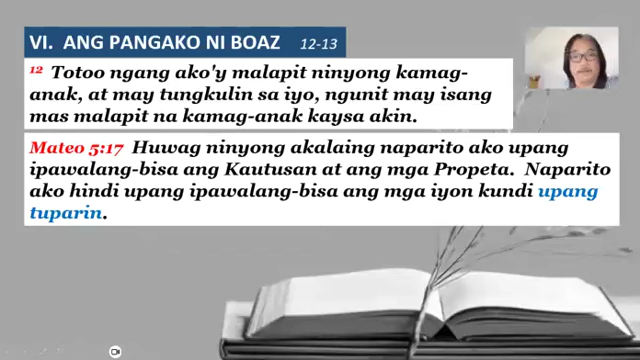 VI. ANG PANGAKO NI BOAZ 12-13
12 Totoo ngang ako'y malapit ninyong kamag-
anak, at may tungkulin sa iyo, ngunit may isang
mas malapit na kamag-anak kaysa akin.
Mateo 5:17 Huwag ninyong akalaing naparito ako upang
ipawalang-bisa ang Kautusan at ang mga Propeta. Naparito
ako hindi upang ipawalang-bisa ang mga iyon kundi upang
tuparin.